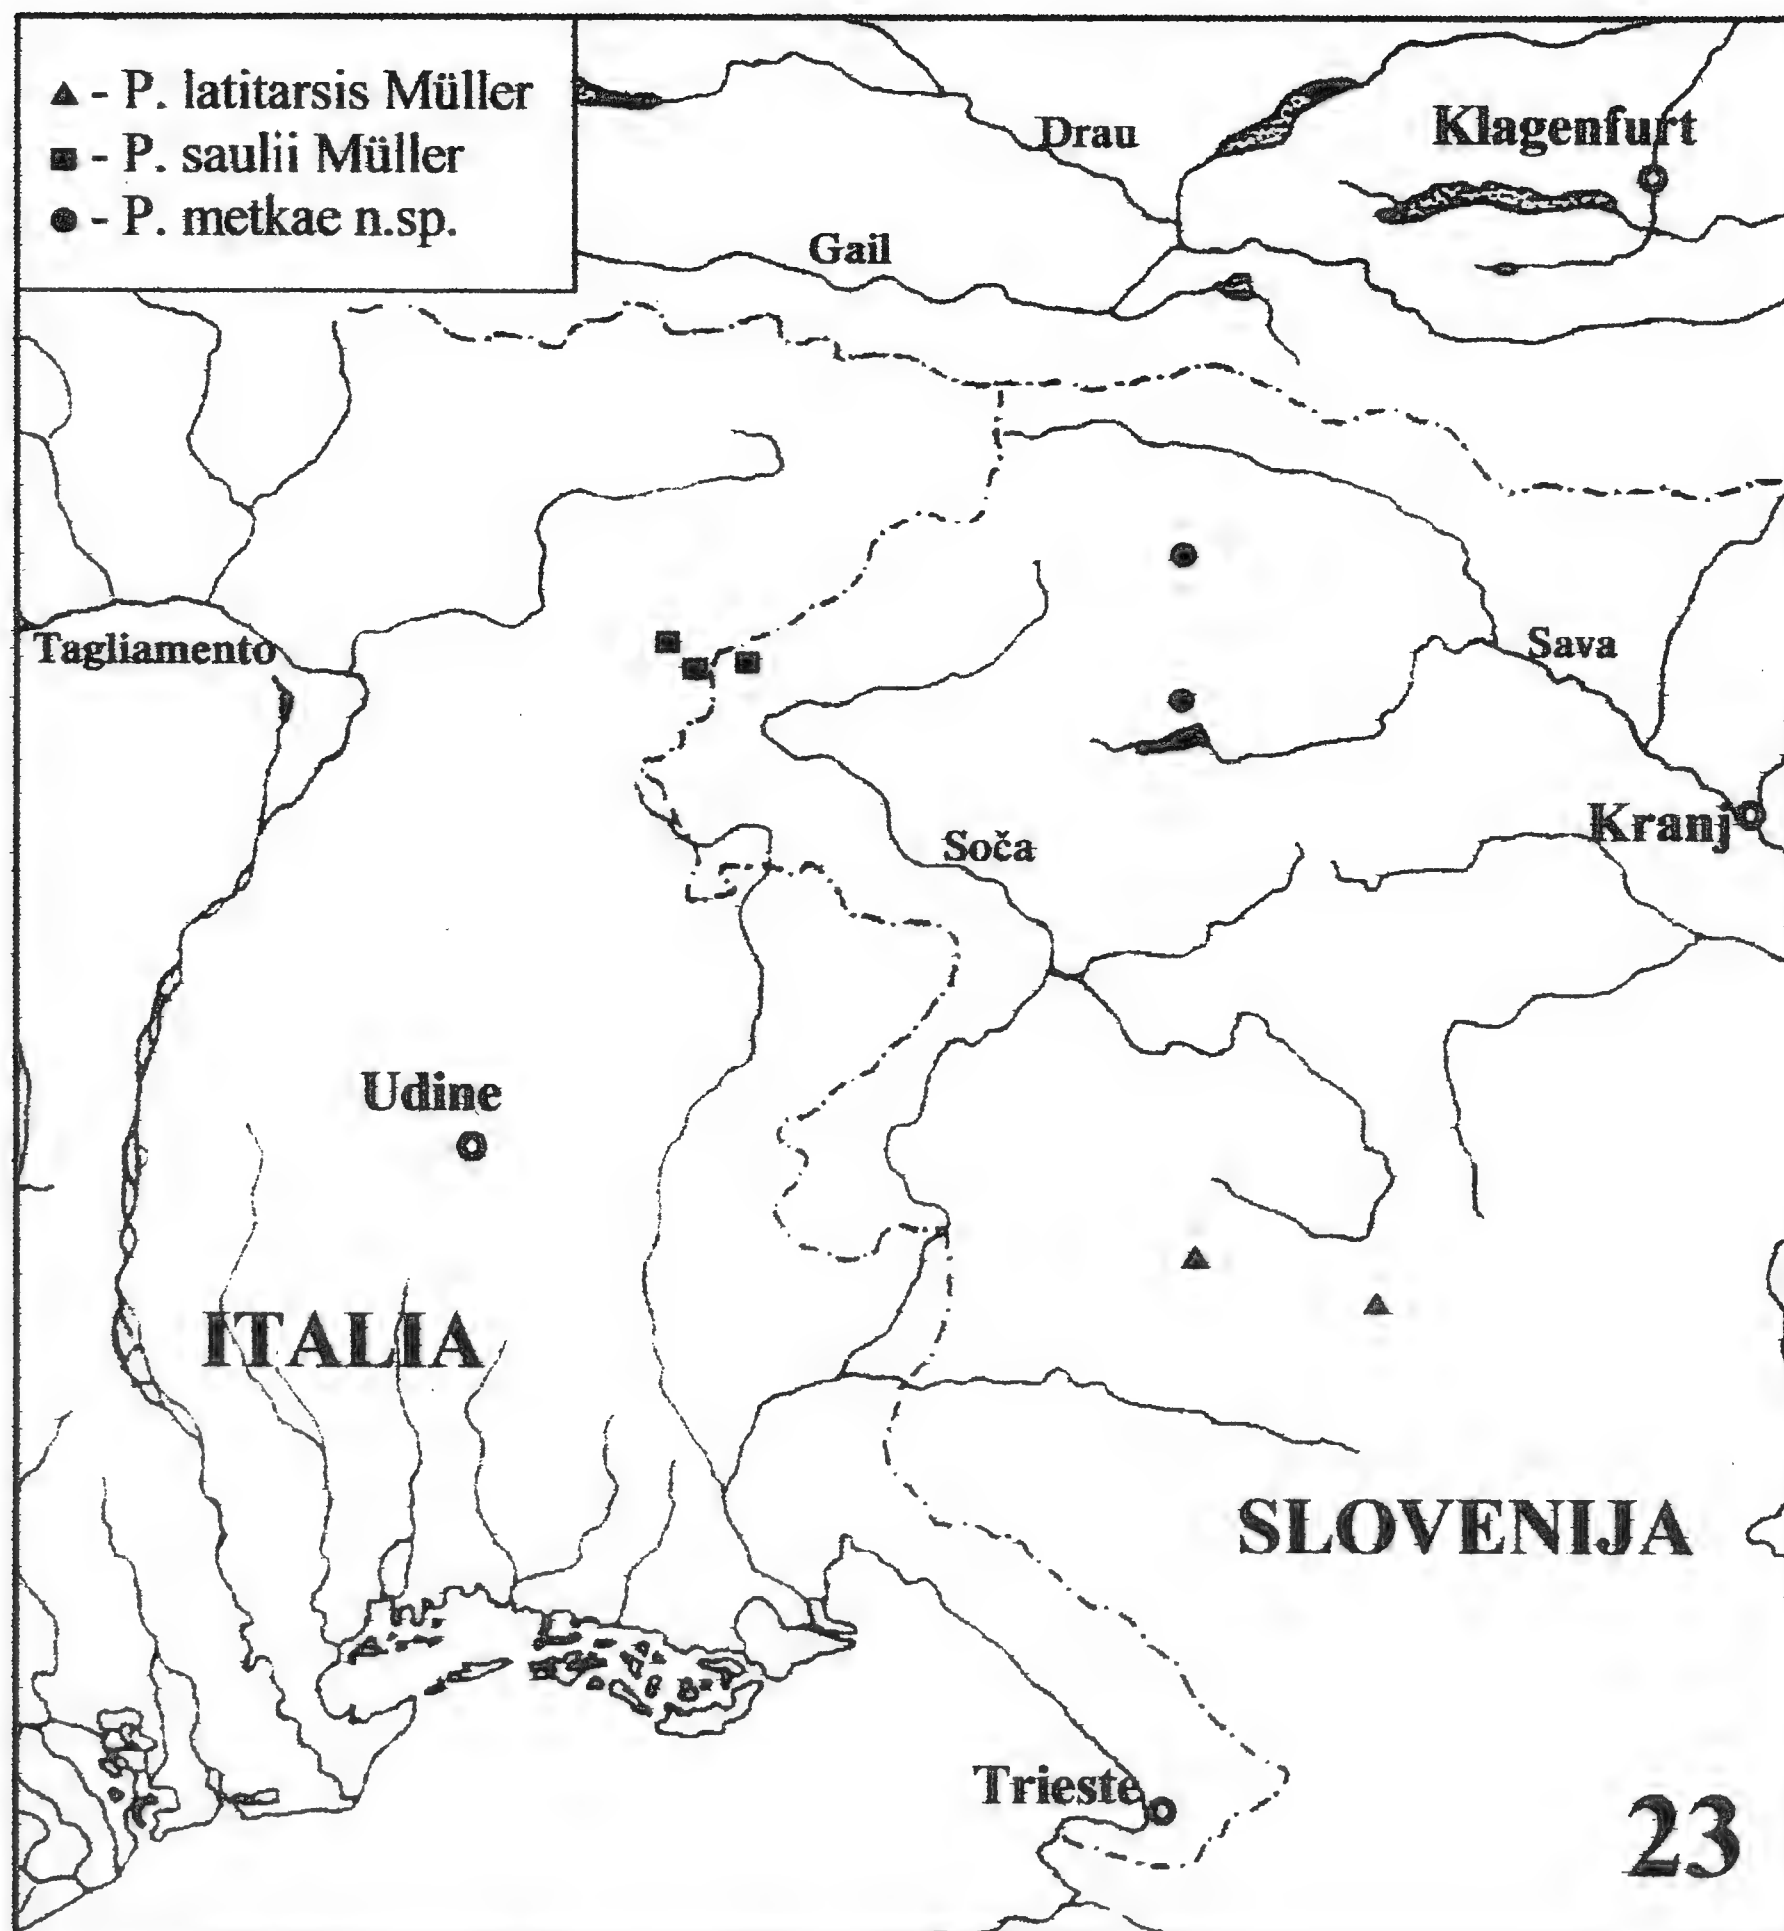 ▲ - P. latitarsis Müller
■ - P. saulii Müller
● - P. metkae n.sp.
Drau
Klagenfurt
Gail
Tagliamento
Sava
Kranj
Soča
Udine
ITALIA
SLOVENIJA
Trieste
23